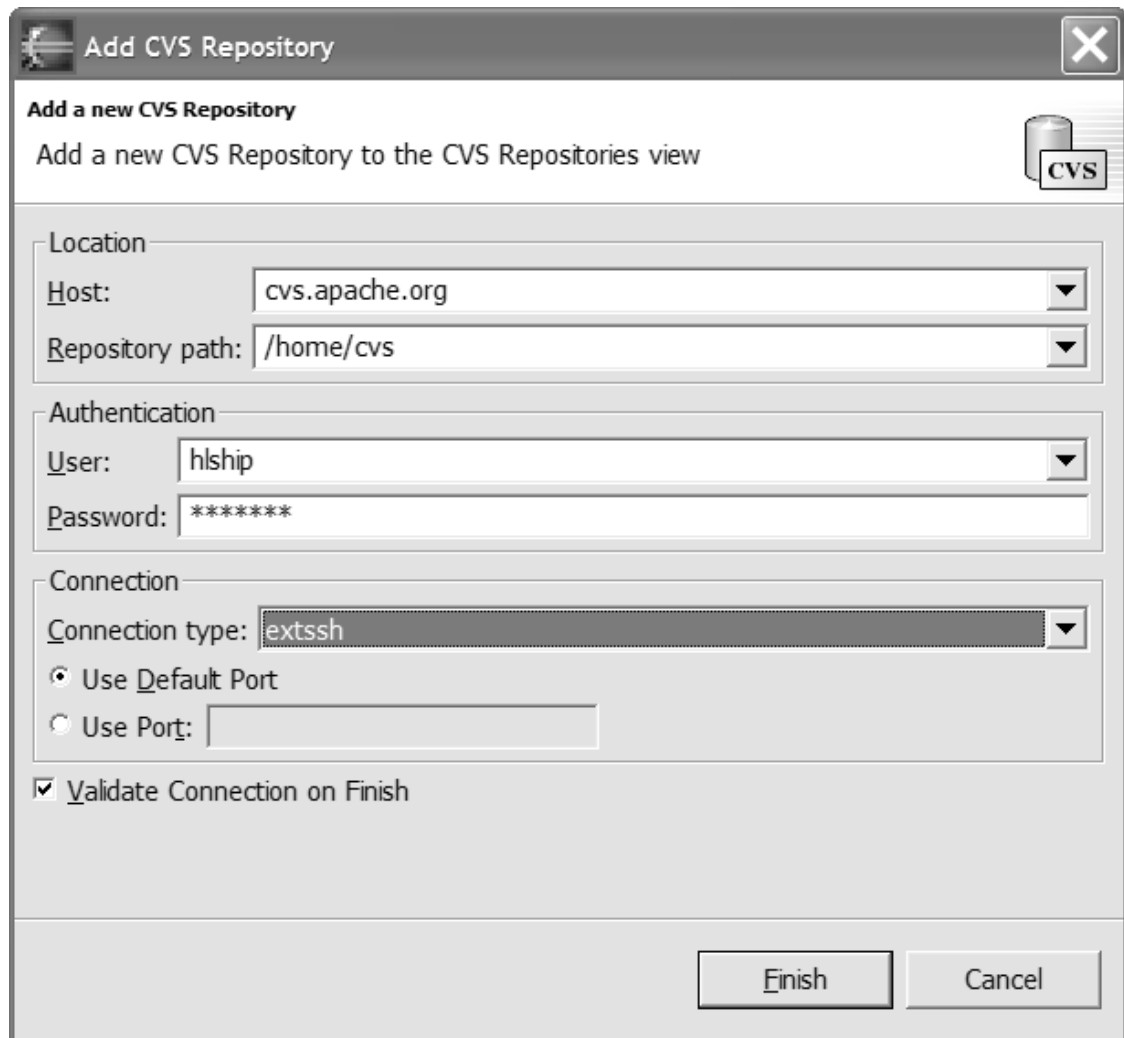 Add CVS Repository
Add a new CVS Repository
Add a new CVS Repository to the CVS Repositories view
CVS
Location
Host: cvs.apache.org
Repository path: /home/cvs
Authentication
User: hlship
Password: *******
Connection
Connection type: extssh
Use Default Port
Use Port:
Validate Connection on Finish
Finish Cancel